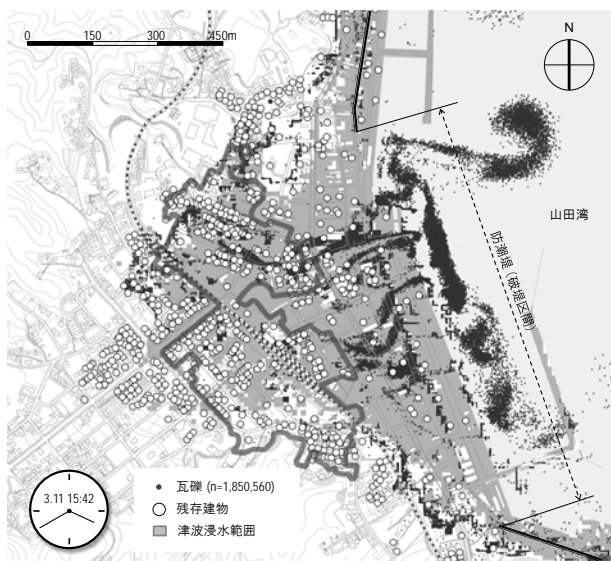 0 150 300 450m
N
山田湾
防潮堤 (破堤区間)
3.11 15:42
瓦礫 (n=1,850,560)
残存建物
津波浸水範囲